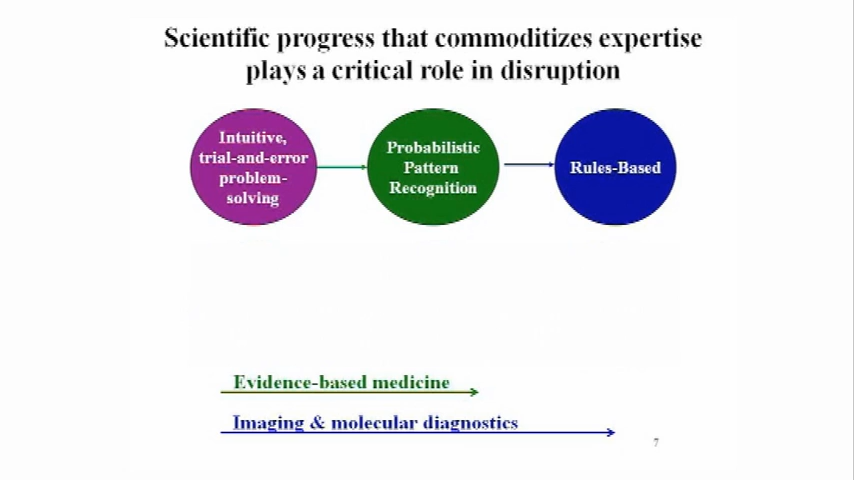 Scientific progress that commoditizes expertise
plays a critical role in disruption
Intuitive,
trial-and-error
problem-
solving
Probabilistic
Pattern
Recognition
Rules-Based
Evidence-based medicine
Imaging & molecular diagnostics
7